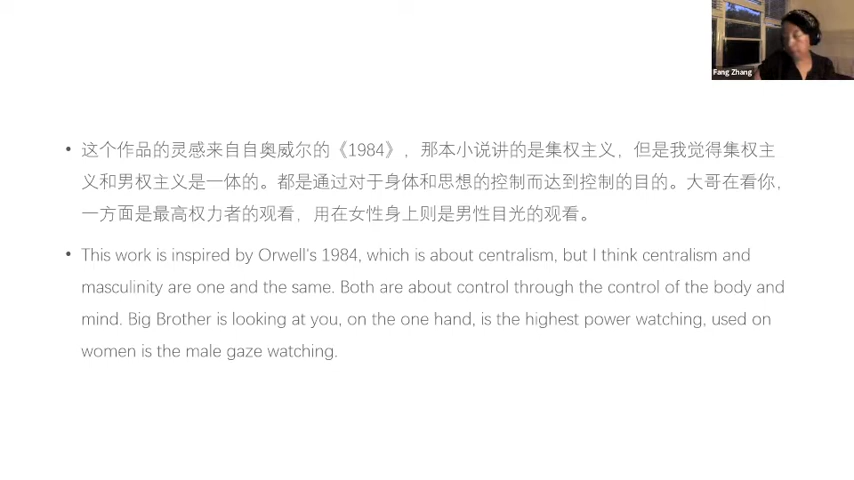 Fang Zhang
• 这个作品的灵感来自自奥威尔的《1984》，那本小说讲的是集权主义，但是我觉得集权主
义和男权主义是一体的。都是通过对于身体和思想的控制而达到控制的目的。大哥在看你，
一方面是最高权力者的观看，用在女性身上则是男性目光的观看。
• This work is inspired by Orwell's 1984, which is about centralism, but I think centralism and
masculinity are one and the same. Both are about control through the control of the body and
mind. Big Brother is looking at you, on the one hand, is the highest power watching, used on
women is the male gaze watching.